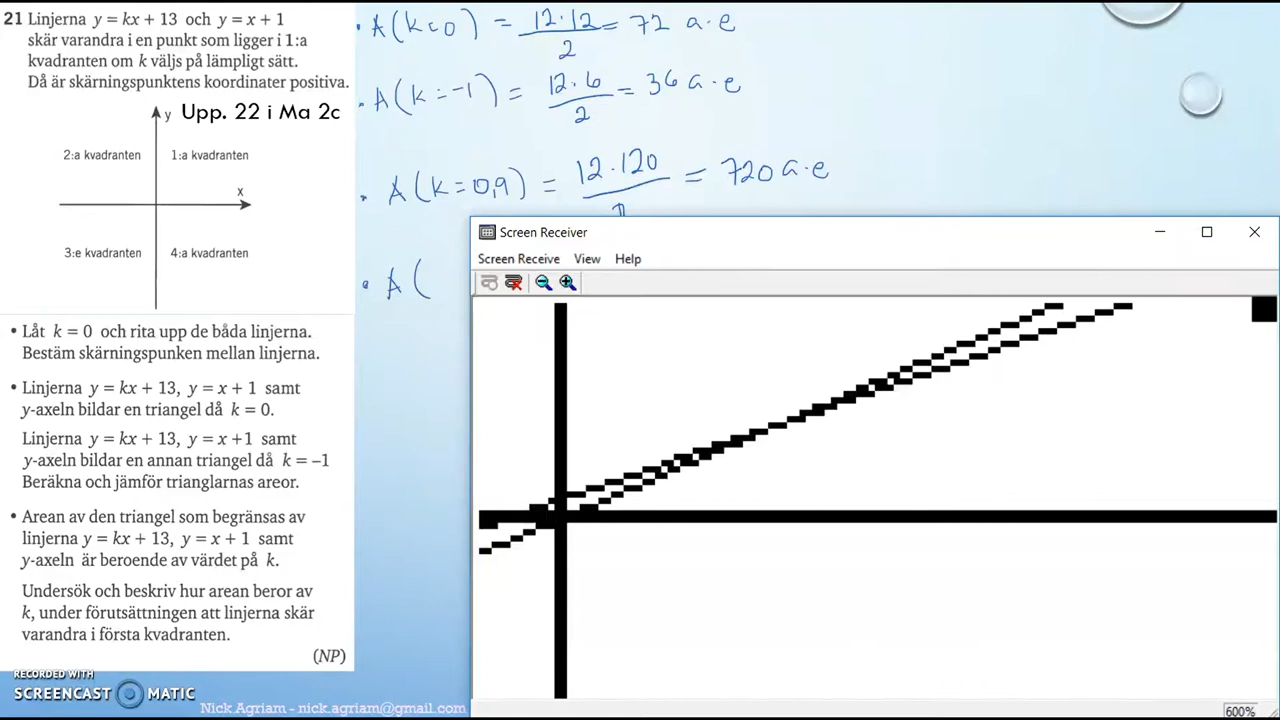 21 Linjerna y = kx + 13 och y = x + 1
skär varandra i en punkt som ligger i 1:a
kvadranten om k väljs på lämpligt sätt.
Då är skärningspunktens koordinater positiva.
y Upp. 22 i Ma 2c
2:a kvadranten 1:a kvadranten
x
3:e kvadranten 4:a kvadranten
• Låt k = 0 och rita upp de båda linjerna.
Bestäm skärningspunken mellan linjerna.
• Linjerna y = kx + 13, y = x + 1 samt
y-axeln bildar en triangel då k = 0.
Linjerna y = kx + 13, y = x +1 samt
y-axeln bildar en annan triangel då k = –1
Beräkna och jämför trianglarnas areor.
• Arean av den triangel som begränsas av
linjerna y = kx + 13, y = x + 1 samt
y-axeln är beroende av värdet på k.
Undersök och beskriv hur arean beror av
k, under förutsättningen att linjerna skär
varandra i första kvadranten.
(NP)
RECORDED WITH
SCREENCAST MATIC
Nick.Agriam - nick.agriam@gmail.com
• A(k=0) = 12·12 / 2 = 72 a·e
• A(k=-1) = 12·6 / 2 = 36 a·e
• A(k=0,9) = 12·120 / = 720 a·e
• A(
Screen Receiver
Screen Receive View Help
600%